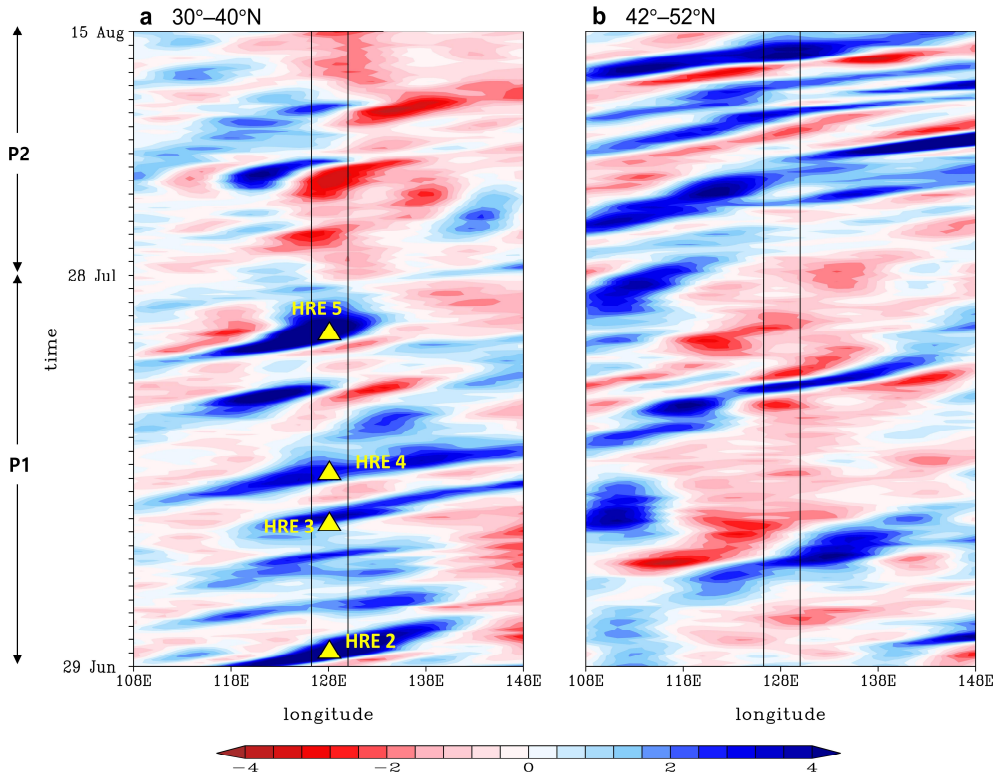 a 30°–40°N
b 42°–52°N
15 Aug
P2
28 Jul
time
P1
29 Jun
HRE 5
HRE 4
HRE 3
HRE 2
108E 118E 128E 138E 148E
108E 118E 128E 138E 148E
longitude
longitude
−4 −2 0 2 4